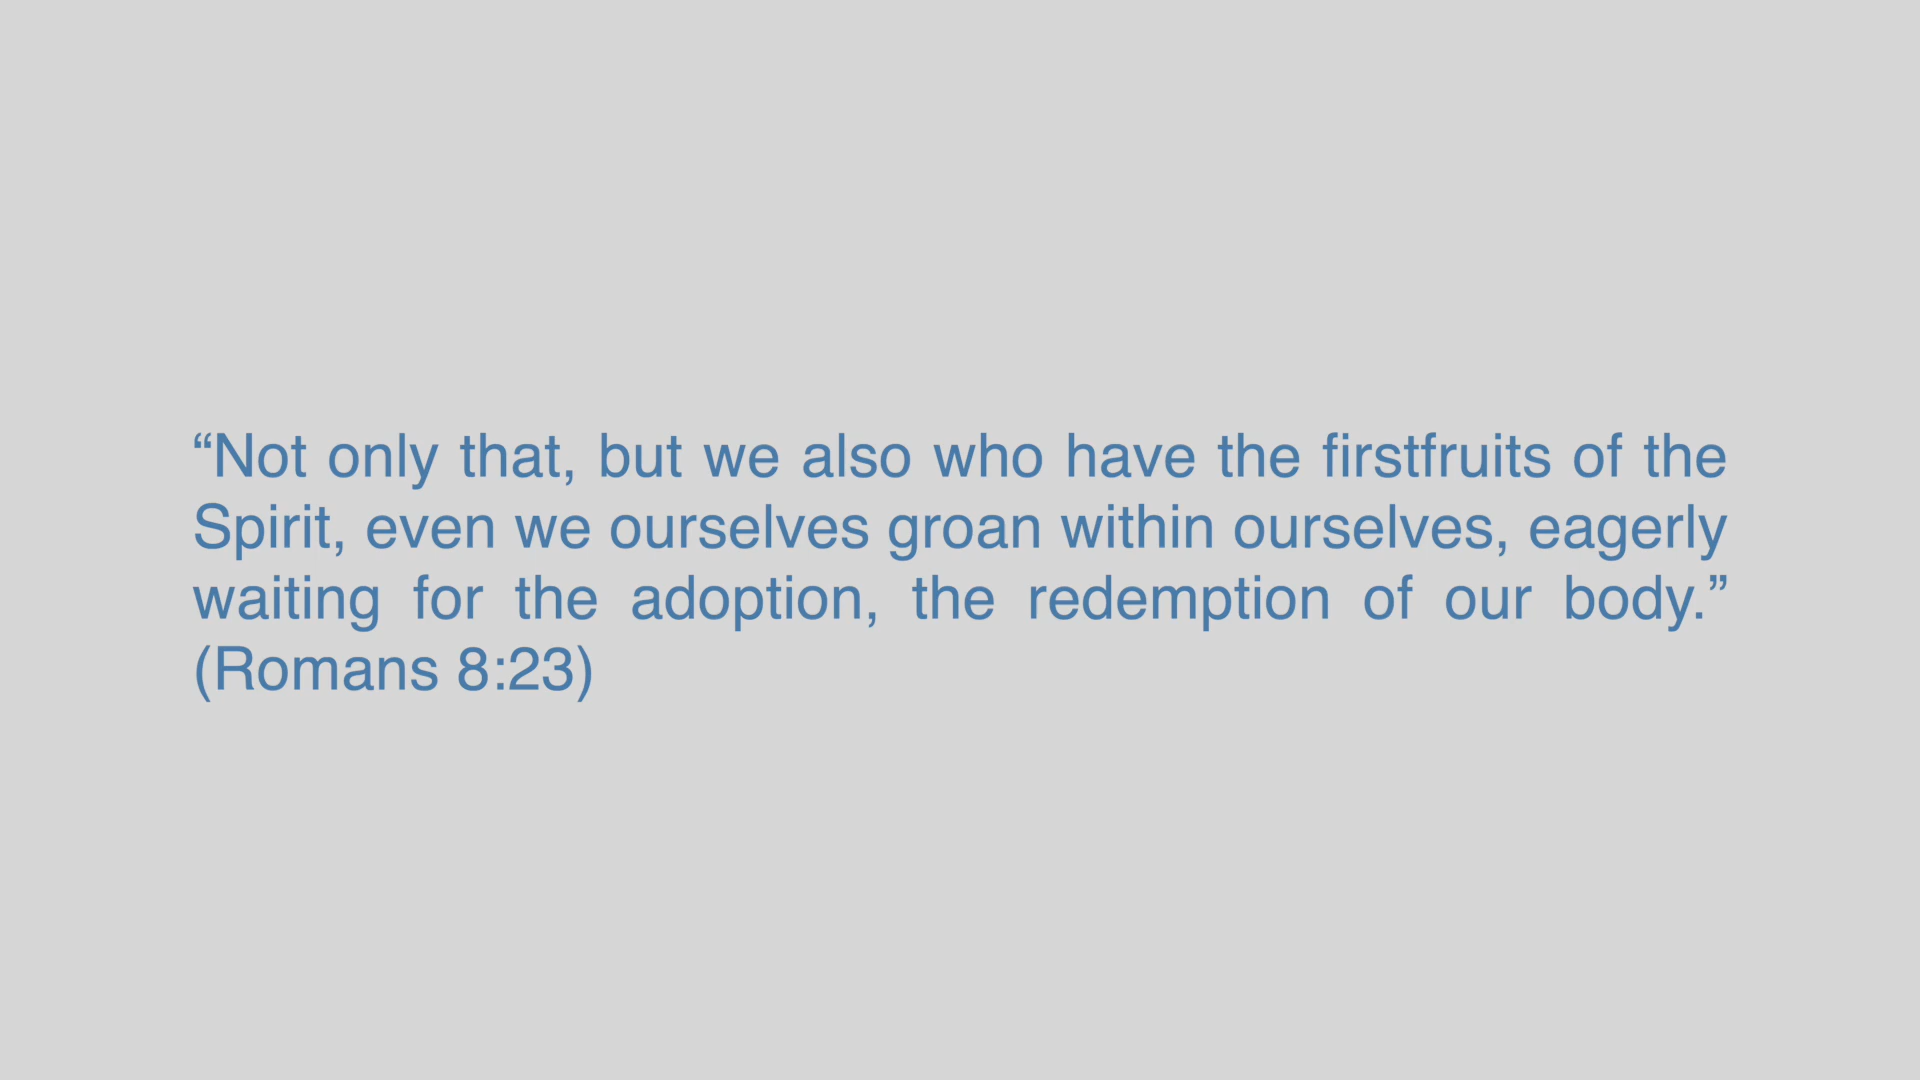 “Not only that, but we also who have the firstfruits of the
Spirit, even we ourselves groan within ourselves, eagerly
waiting for the adoption, the redemption of our body.”
(Romans 8:23)